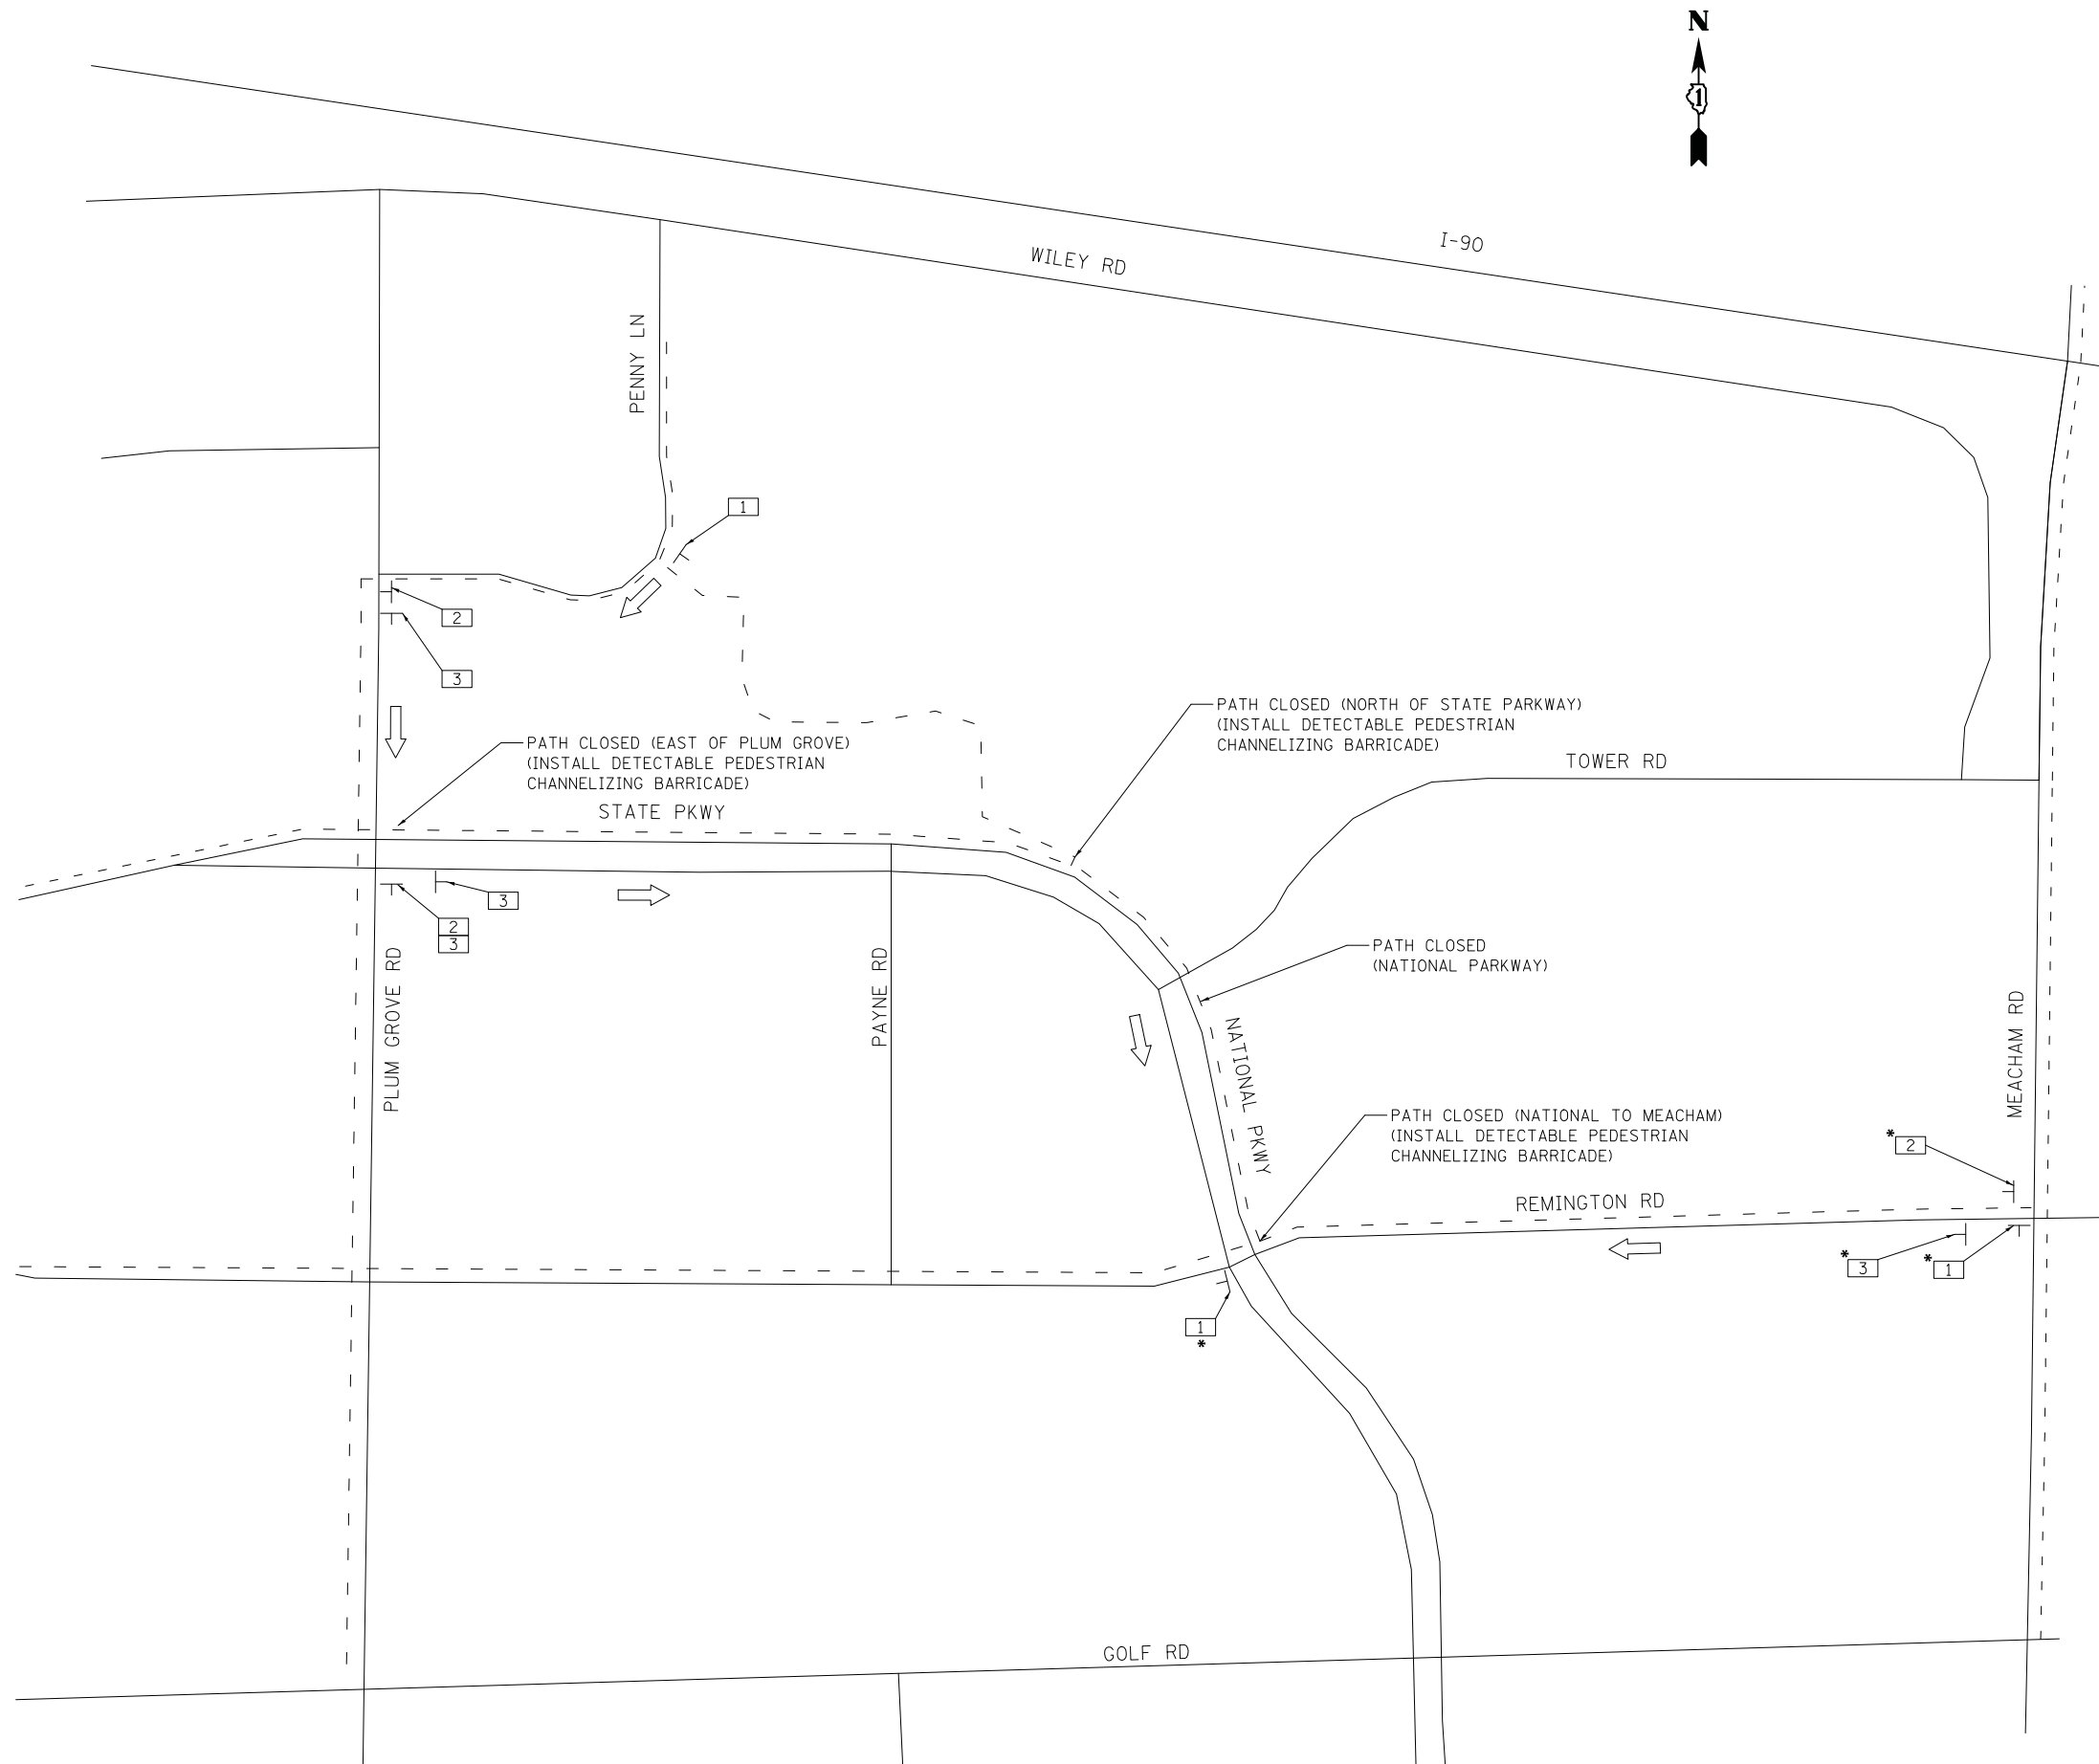 N
1
I-90
WILEY RD
PENNY LN
1
2
3
PATH CLOSED (NORTH OF STATE PARKWAY)
(INSTALL DETECTABLE PEDESTRIAN
CHANNELIZING BARRICADE)
PATH CLOSED (EAST OF PLUM GROVE)
(INSTALL DETECTABLE PEDESTRIAN
CHANNELIZING BARRICADE)
TOWER RD
STATE PKWY
3
2
3
PLUM GROVE RD
PAYNE RD
PATH CLOSED
(NATIONAL PARKWAY)
NATIONAL PKWY
MEACHAM RD
PATH CLOSED (NATIONAL TO MEACHAM)
(INSTALL DETECTABLE PEDESTRIAN
CHANNELIZING BARRICADE)
* 2
REMINGTON RD
* 3
* 1
1
*
GOLF RD